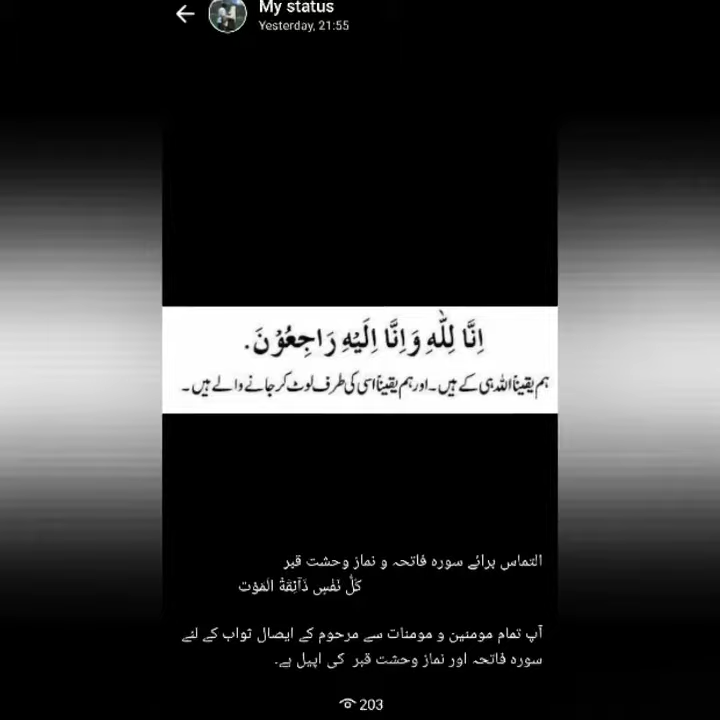 My status
Yesterday, 21:55
اِنَّا لِلّٰهِ وَاِنَّا اِلَيْهِ رَاجِعُوْنَ.
ہم یقیناً اللہ ہی کے ہیں۔ اور ہم یقیناً اسی کی طرف لوٹ کر جانے والے ہیں۔
التماس برائے سورہ فاتحہ و نماز وحشت قبر
كُلُّ نَفْسٍ ذَآئِقَةُ الْمَوْت
آپ تمام مومنین و مومنات سے مرحوم کے ایصال ثواب کے لئے
سورہ فاتحہ اور نماز وحشت قبر کی اپیل ہے۔
203